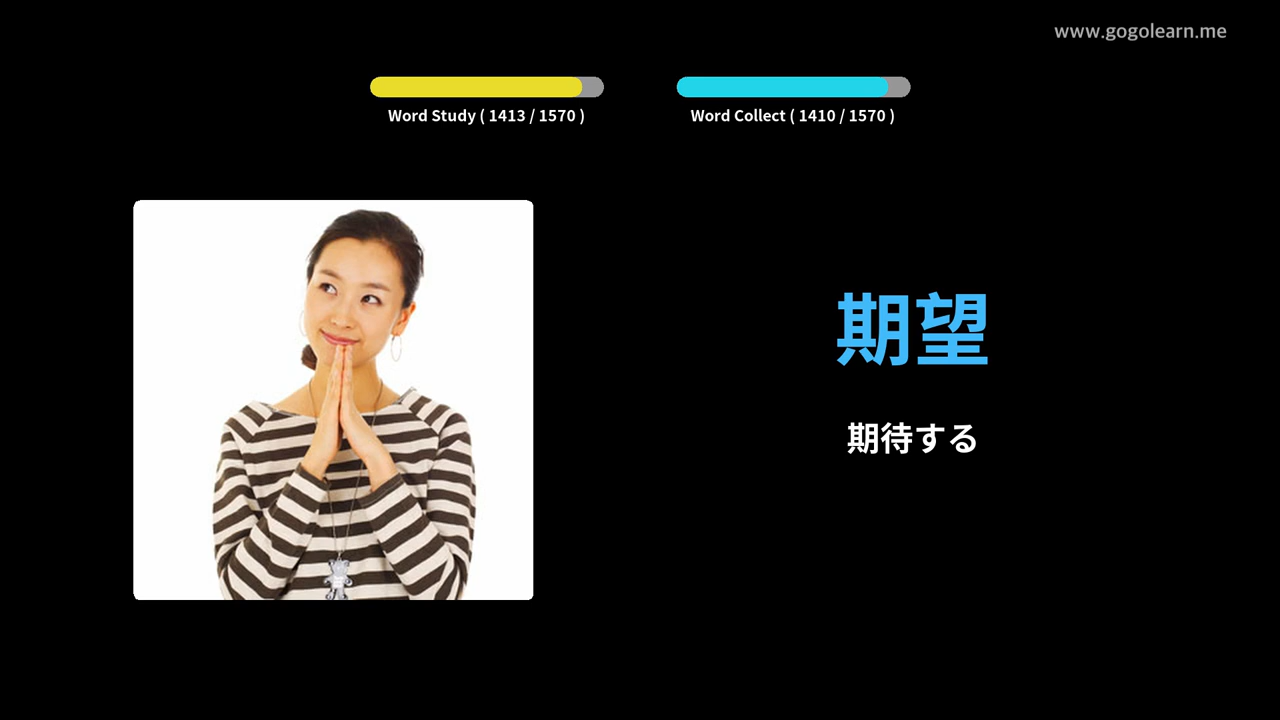 www.gogolearn.me
Word Study ( 1413 / 1570 )
Word Collect ( 1410 / 1570 )
期望
期待する